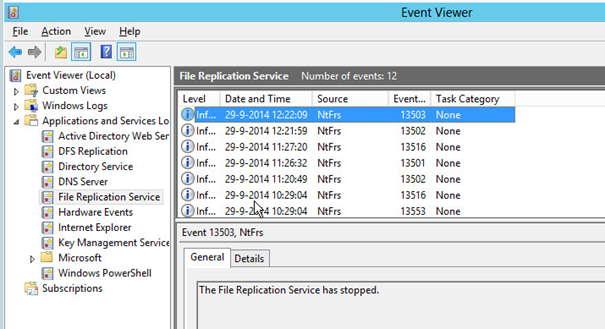 Event Viewer
File Action View Help
Event Viewer (Local)
Custom Views
Windows Logs
Applications and Services Lo
Active Directory Web Ser
DFS Replication
Directory Service
DNS Server
File Replication Service
Hardware Events
Internet Explorer
Key Management Service
Microsoft
Windows PowerShell
Subscriptions
File Replication Service Number of events: 12
Level Date and Time Source Event... Task Category
Inf... 29-9-2014 12:22:09 NtFrs 13503 None
Inf... 29-9-2014 12:21:59 NtFrs 13502 None
Inf... 29-9-2014 11:27:20 NtFrs 13516 None
Inf... 29-9-2014 11:26:32 NtFrs 13501 None
Inf... 29-9-2014 11:20:49 NtFrs 13502 None
Inf... 29-9-2014 10:29:04 NtFrs 13516 None
Inf... 29-9-2014 10:29:04 NtFrs 13553 None
Event 13503, NtFrs
General Details
The File Replication Service has stopped.